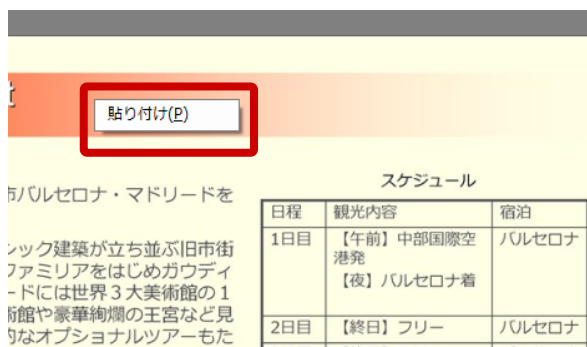 貼り付け(P)
市バルセロナ・マドリードを
シック建築が立ち並ぶ旧市街
ファミリアをはじめガウディ
ードには世界３大美術館の１
術館や豪華絢爛の王宮など見
的なオプショナルツアーもた
スケジュール
日程 観光内容 宿泊
1日目 【午前】中部国際空港発 バルセロナ
【夜】バルセロナ着
2日目 【終日】フリー バルセロナ